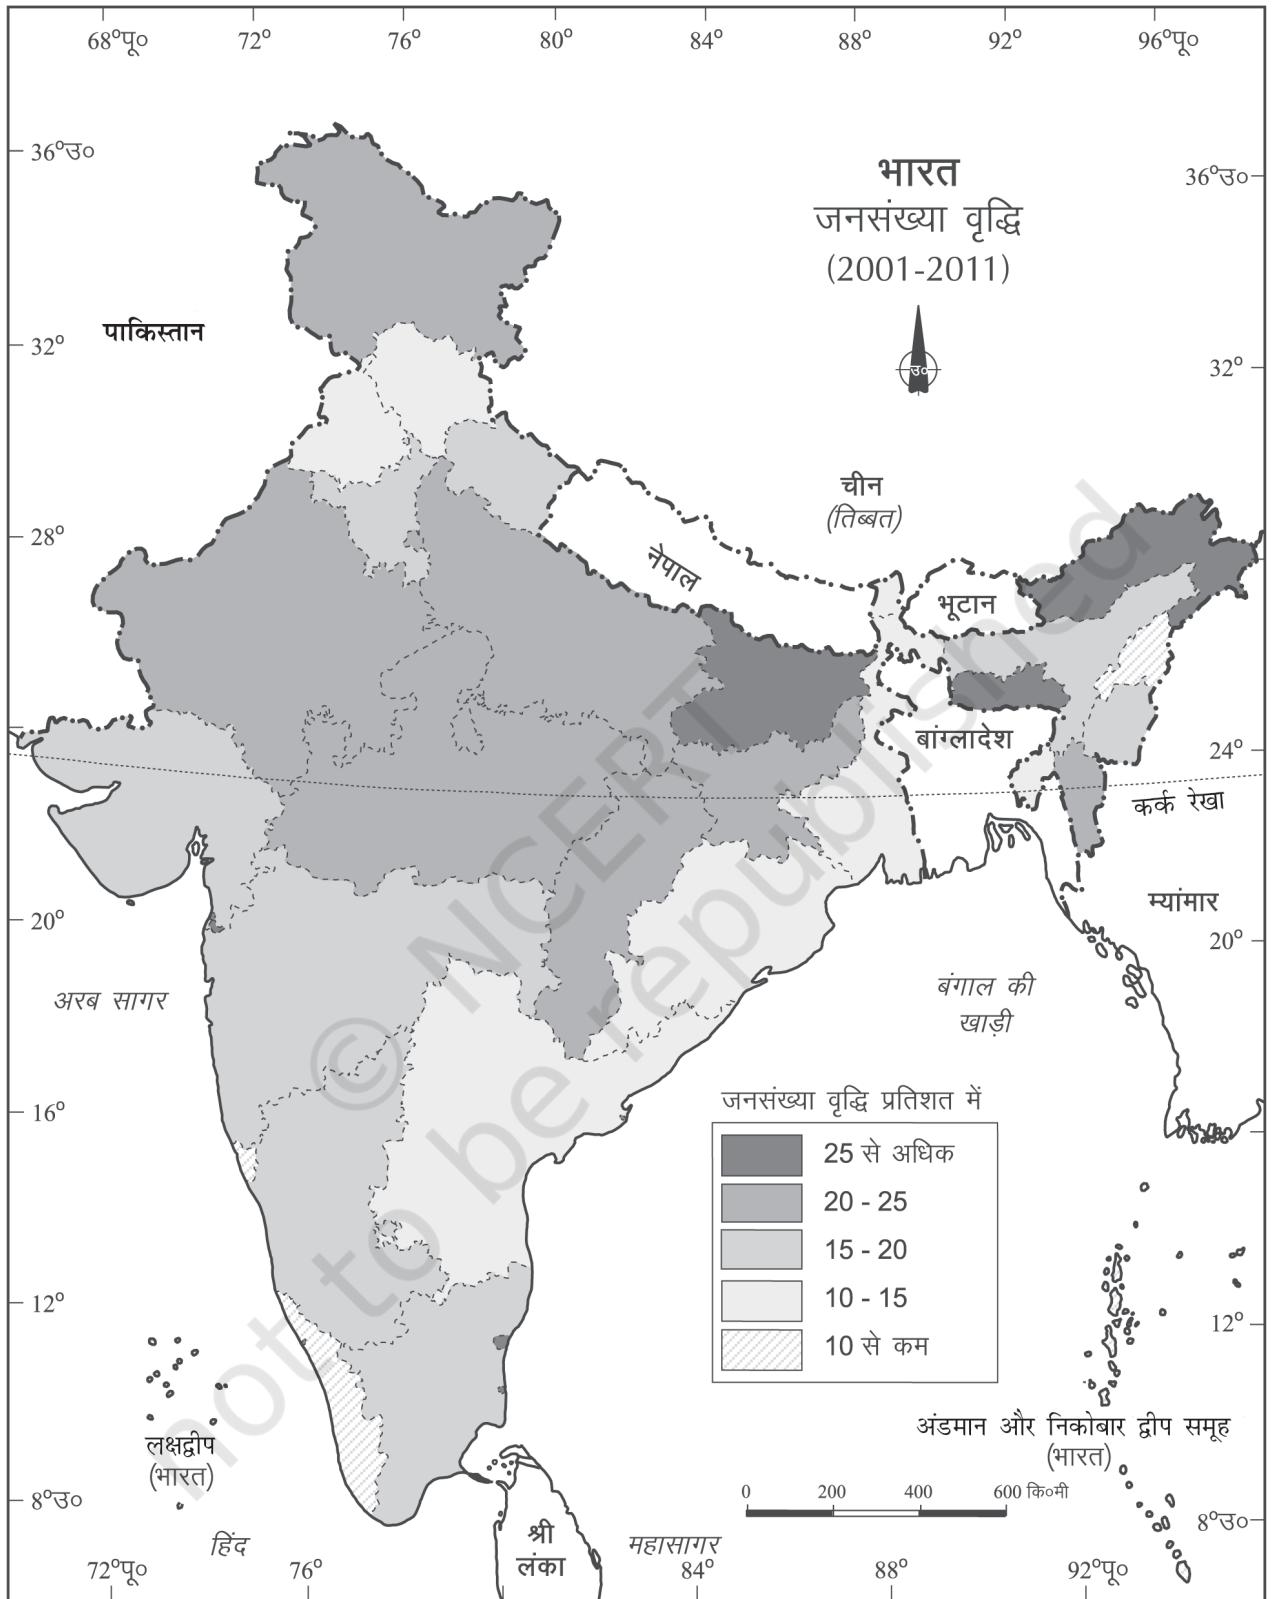 68°पू० 72° 76° 80° 84° 88° 92° 96°पू०
36°उ०
भारत
36°उ०
जनसंख्या वृद्धि
(2001-2011)
पाकिस्तान
32°
उ०
32°
चीन
(तिब्बत)
28°
नेपाल
भूटान
बांग्लादेश
24°
कर्क रेखा
म्यांमार
20°
20°
अरब सागर
बंगाल की
खाड़ी
© NCERT
not to be republished
जनसंख्या वृद्धि प्रतिशत में
16°
25 से अधिक
20 - 25
15 - 20
10 - 15
10 से कम
12°
12°
अंडमान और निकोबार द्वीप समूह
(भारत)
लक्षद्वीप
(भारत)
0 200 400 600 कि०मी
8°उ०
8°उ०
हिंद
श्री
लंका
महासागर
72°पू० 76° 84° 88° 92°पू०